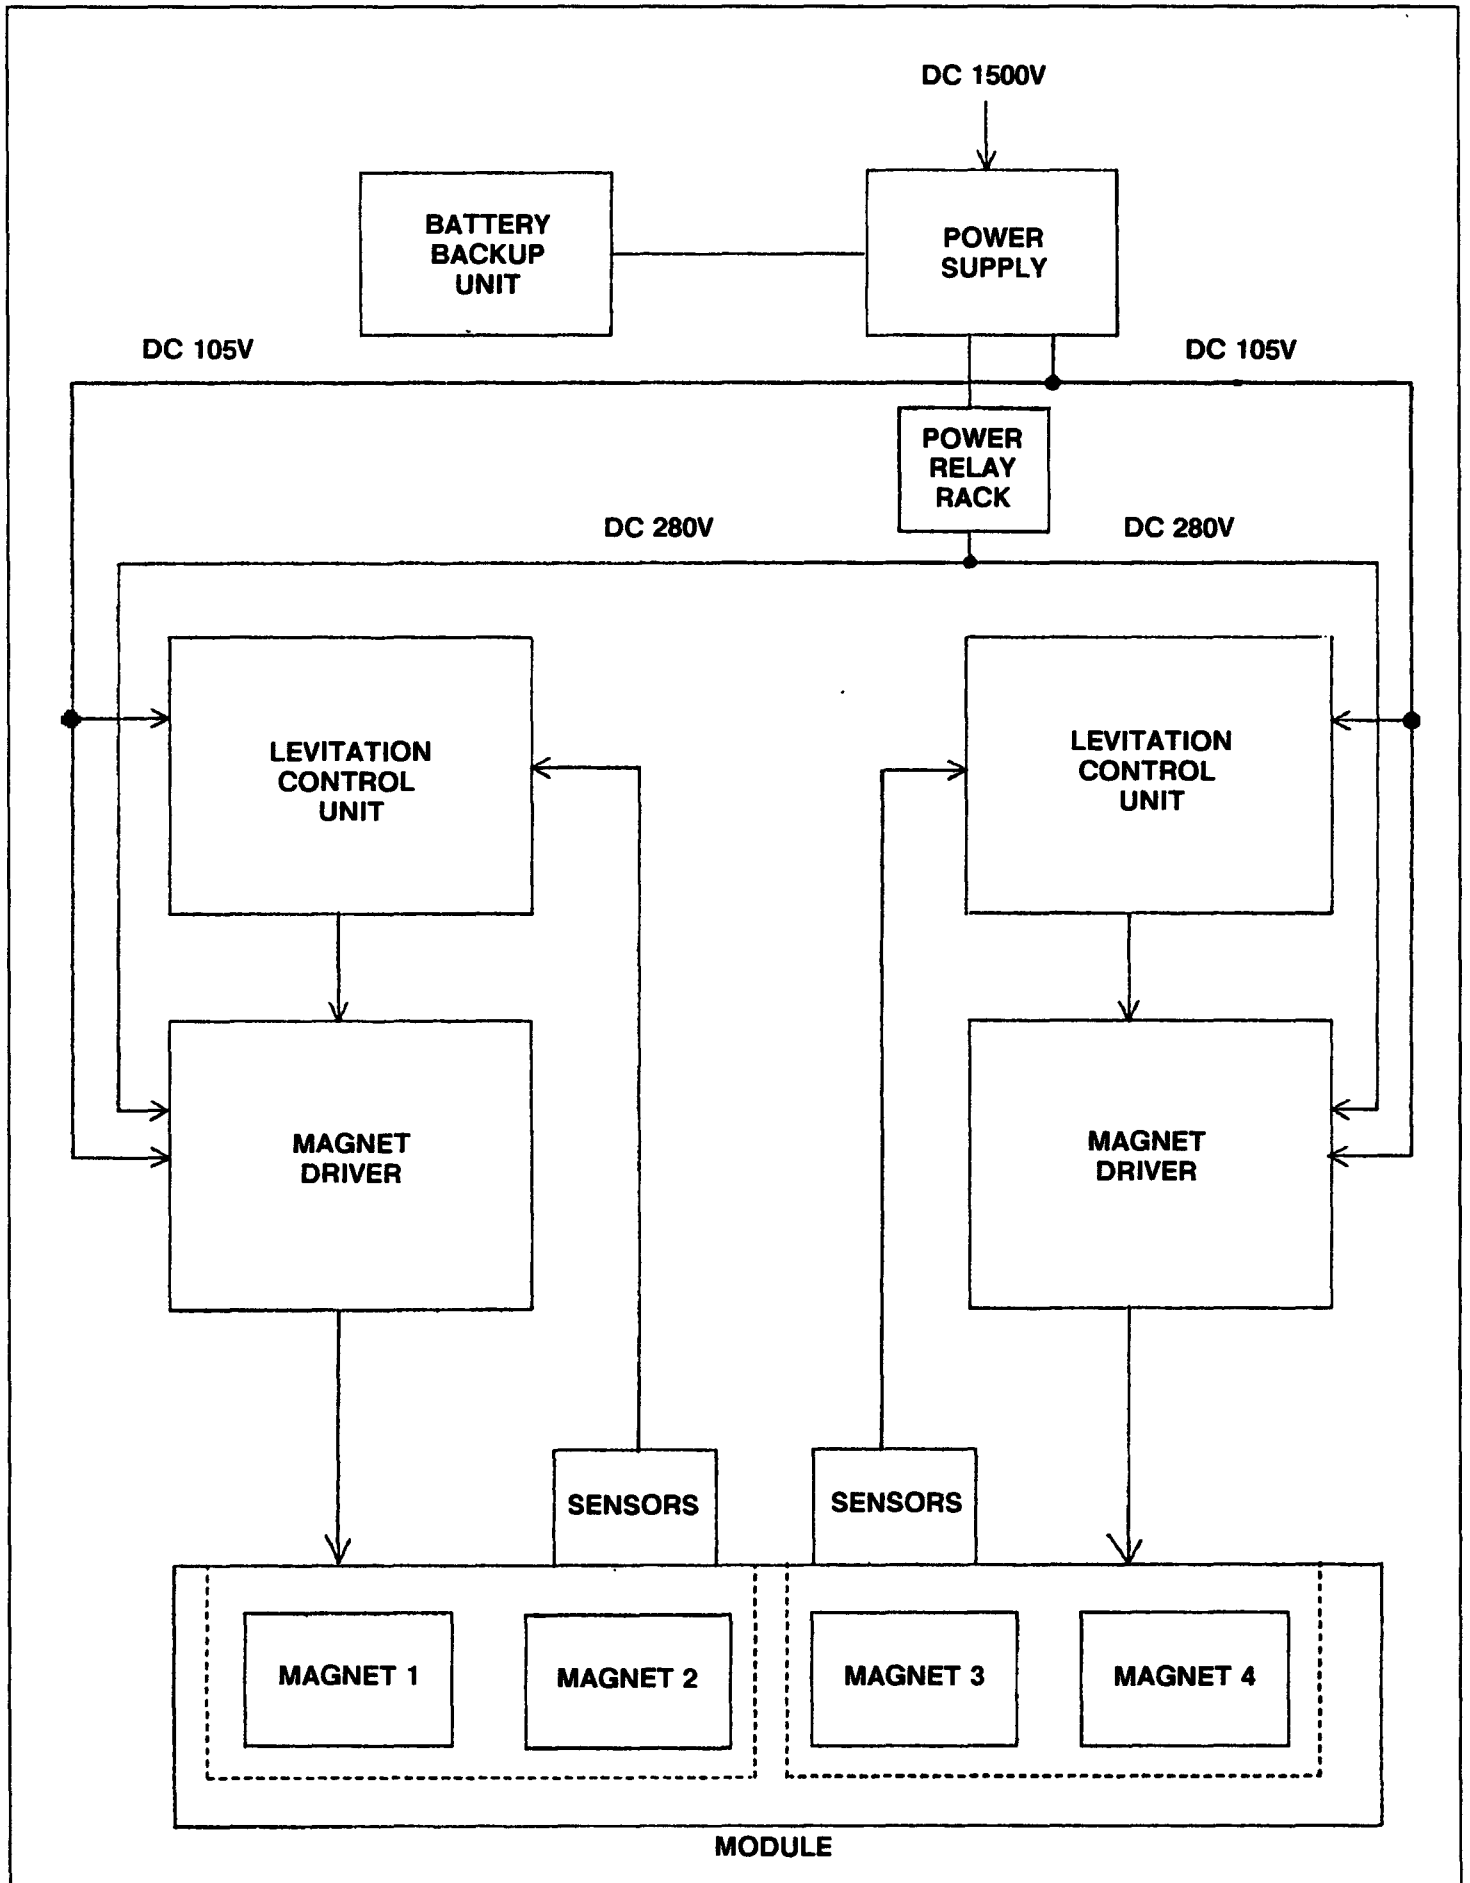 DC 1500V
BATTERY
BACKUP
UNIT
POWER
SUPPLY
DC 105V
DC 105V
POWER
RELAY
RACK
DC 280V
DC 280V
LEVITATION
CONTROL
UNIT
LEVITATION
CONTROL
UNIT
MAGNET
DRIVER
MAGNET
DRIVER
SENSORS
SENSORS
MAGNET 1
MAGNET 2
MAGNET 3
MAGNET 4
MODULE